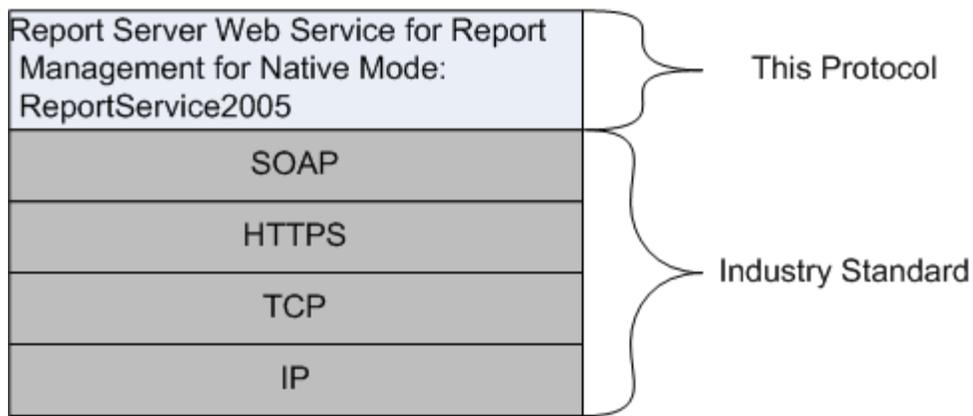 Report Server Web Service for Report
Management for Native Mode:
ReportService2005
This Protocol
SOAP
HTTPS
TCP
IP
Industry Standard